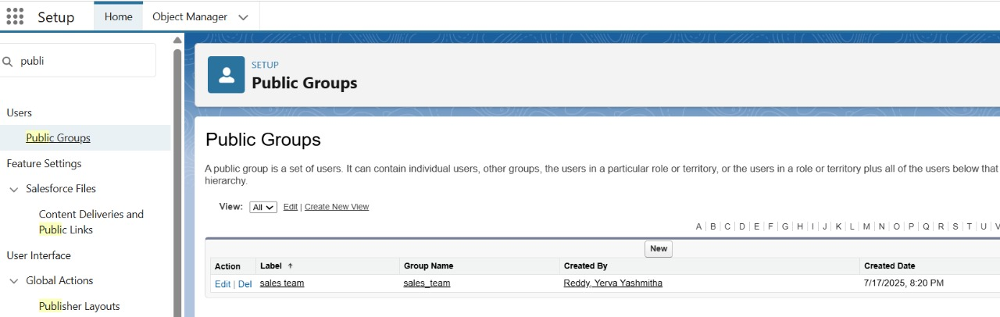 Setup Home Object Manager
publi
Users
Public Groups
Feature Settings
Salesforce Files
Content Deliveries and
Public Links
User Interface
Global Actions
Publisher Layouts
SETUP
Public Groups
Public Groups
A public group is a set of users. It can contain individual users, other groups, the users in a particular role or territory, or the users in a role or territory plus all of the users below that
hierarchy.
View: All Edit | Create New View
A | B | C | D | E | F | G | H | I | J | K | L | M | N | O | P | Q | R | S | T | U | V
New
Action Label Group Name Created By Created Date
Edit | Del sales team sales_team Reddy, Yerva Yashmitha 7/17/2025, 8:20 PM